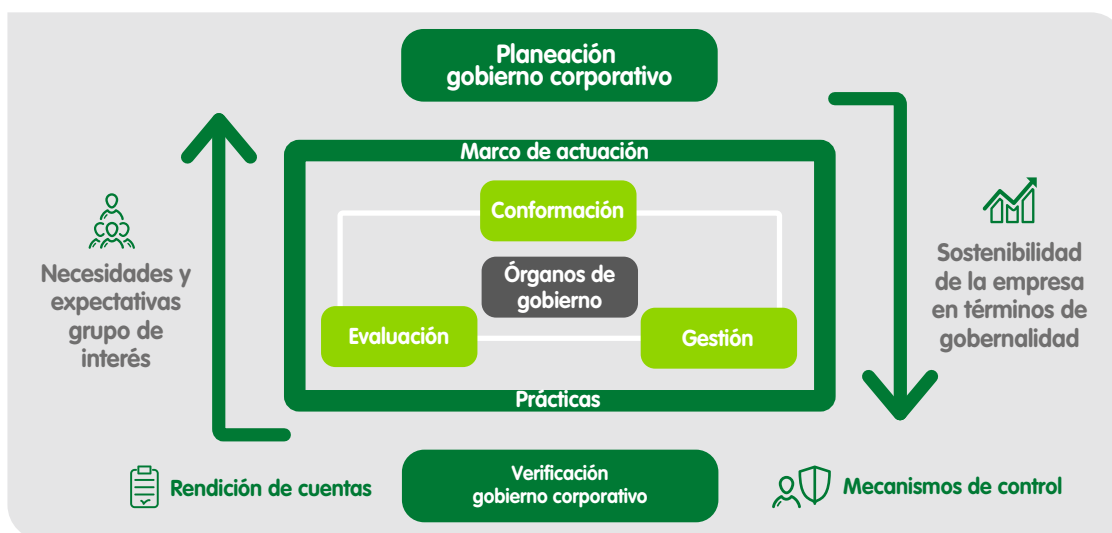 Planeación
gobierno corporativo
Marco de actuación
Conformación
Órganos de
gobierno
Evaluación
Gestión
Prácticas
Necesidades y
expectativas
grupo de
interés
Sostenibilidad
de la empresa
en términos de
gobernalidad
Rendición de cuentas
Verificación
gobierno corporativo
Mecanismos de control